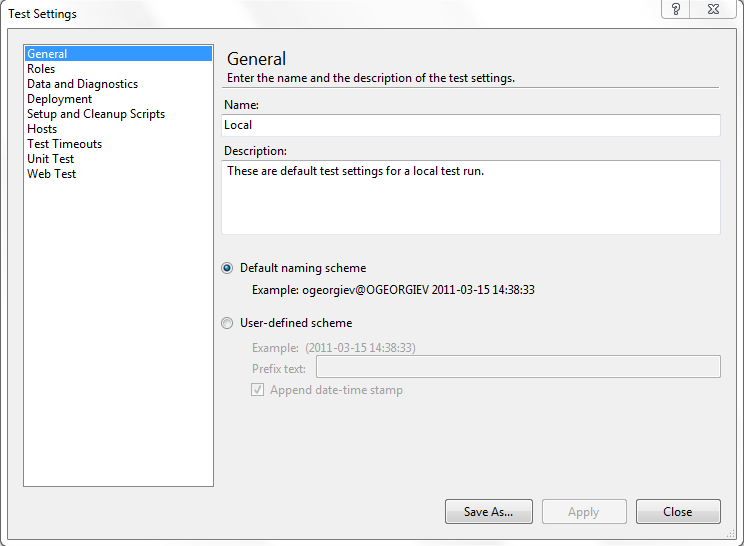 Test Settings
General
Roles
Data and Diagnostics
Deployment
Setup and Cleanup Scripts
Hosts
Test Timeouts
Unit Test
Web Test
General
Enter the name and the description of the test settings.
Name:
Local
Description:
These are default test settings for a local test run.
Default naming scheme
Example: ogeorgiev@OGEORGIEV 2011-03-15 14:38:33
User-defined scheme
Example: (2011-03-15 14:38:33)
Prefix text:
Append date-time stamp
Save As... Apply Close